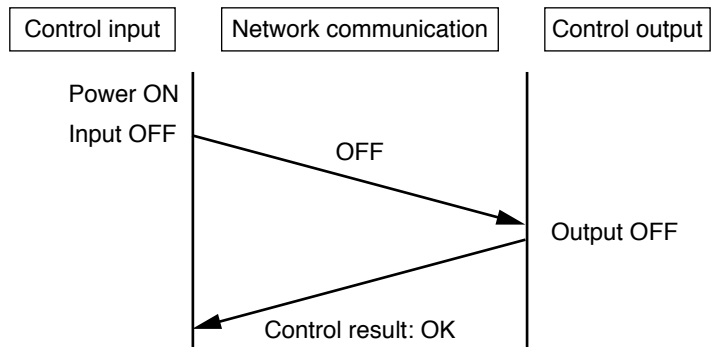 Control input
Network communication
Control output
Power ON
Input OFF
OFF
Output OFF
Control result: OK